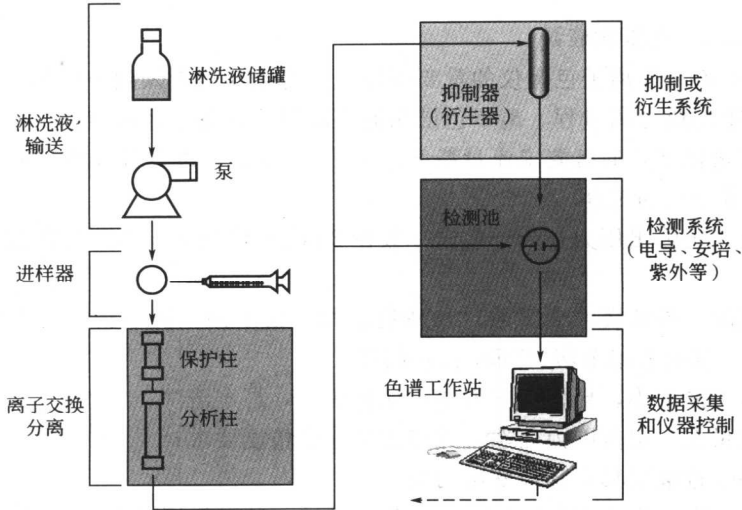 淋洗液储罐
淋洗液
输送
泵
进样器
保护柱
离子交换
分离
分析柱
抑制器
（衍生器）
抑制或
衍生系统
检测池
检测系统
（电导、安培、
紫外等）
色谱工作站
数据采集
和仪器控制